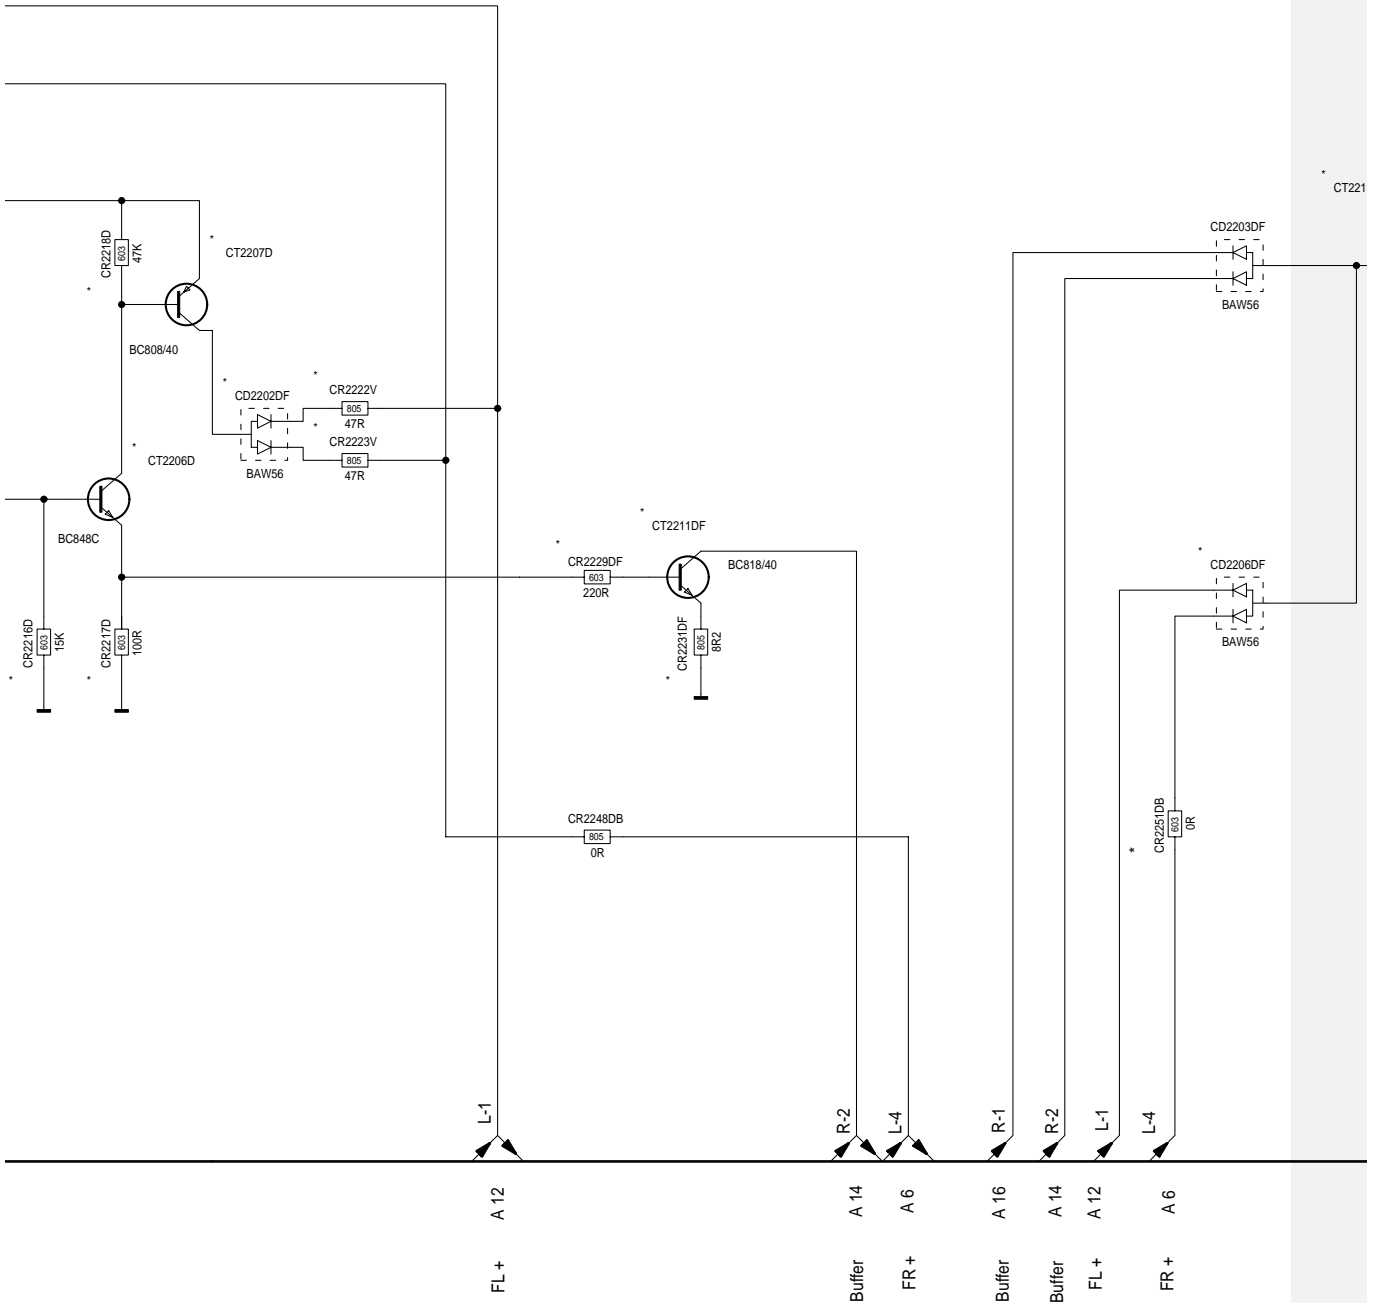 *
CT221
CD2203DF
BAW56
CR2218D
603
47K
*
*
CT2207D
BC808/40
*
CD2202DF
BAW56
*
CR2222V
805
47R
*
CR2223V
805
47R
*
CT2206D
BC848C
*
CT2211DF
BC818/40
*
CR2229DF
603
220R
*
CD2206DF
BAW56
CR2216D
603
15K
*
CR2217D
603
100R
*
CR2231DF
805
8R2
*
CR2248DB
805
0R
CR2251DB
603
0R
*
L-1
R-2
L-4
R-1
R-2
L-1
L-4
A 12
A 14
A 6
A 16
A 14
A 12
A 6
FL +
Buffer
FR +
Buffer
Buffer
FL +
FR +